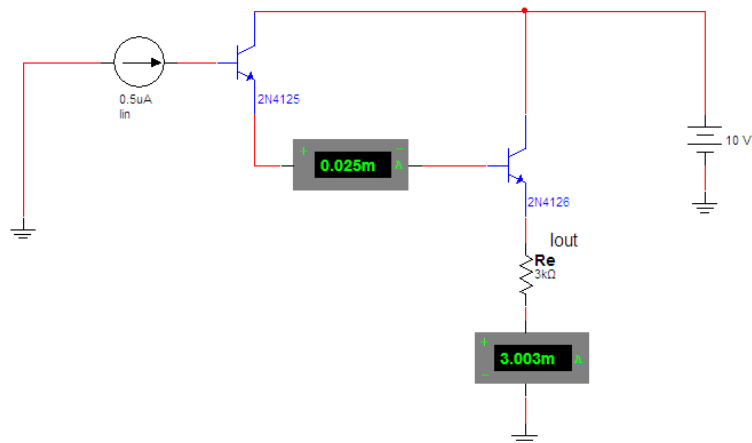 0.5uA
Iin
2N4125
+ − 
0.025m A
10 V
2N4126
Iout
Re
3kΩ
+
3.003m A
−